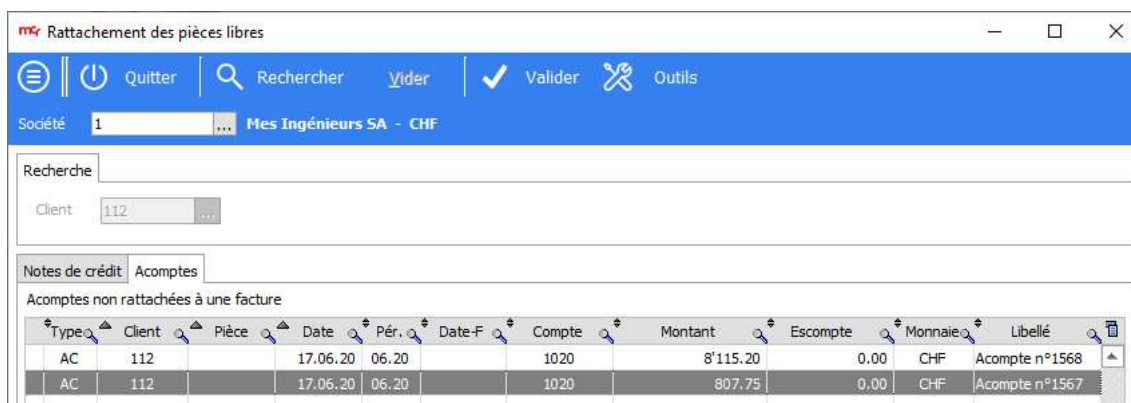 mcr Rattachement des pièces libres
Quitter Rechercher Vider Valider Outils
Société 1 ... Mes Ingénieurs SA - CHF
Recherche
Client 112 ...
Notes de crédit Acomptes
Acomptes non rattachées à une facture
Type Client Pièce Date Pér. Date-F Compte Montant Escompte Monnaie Libellé
AC 112 17.06.20 06.20 1020 8'115.20 0.00 CHF Acompte n°1568
AC 112 17.06.20 06.20 1020 807.75 0.00 CHF Acompte n°1567